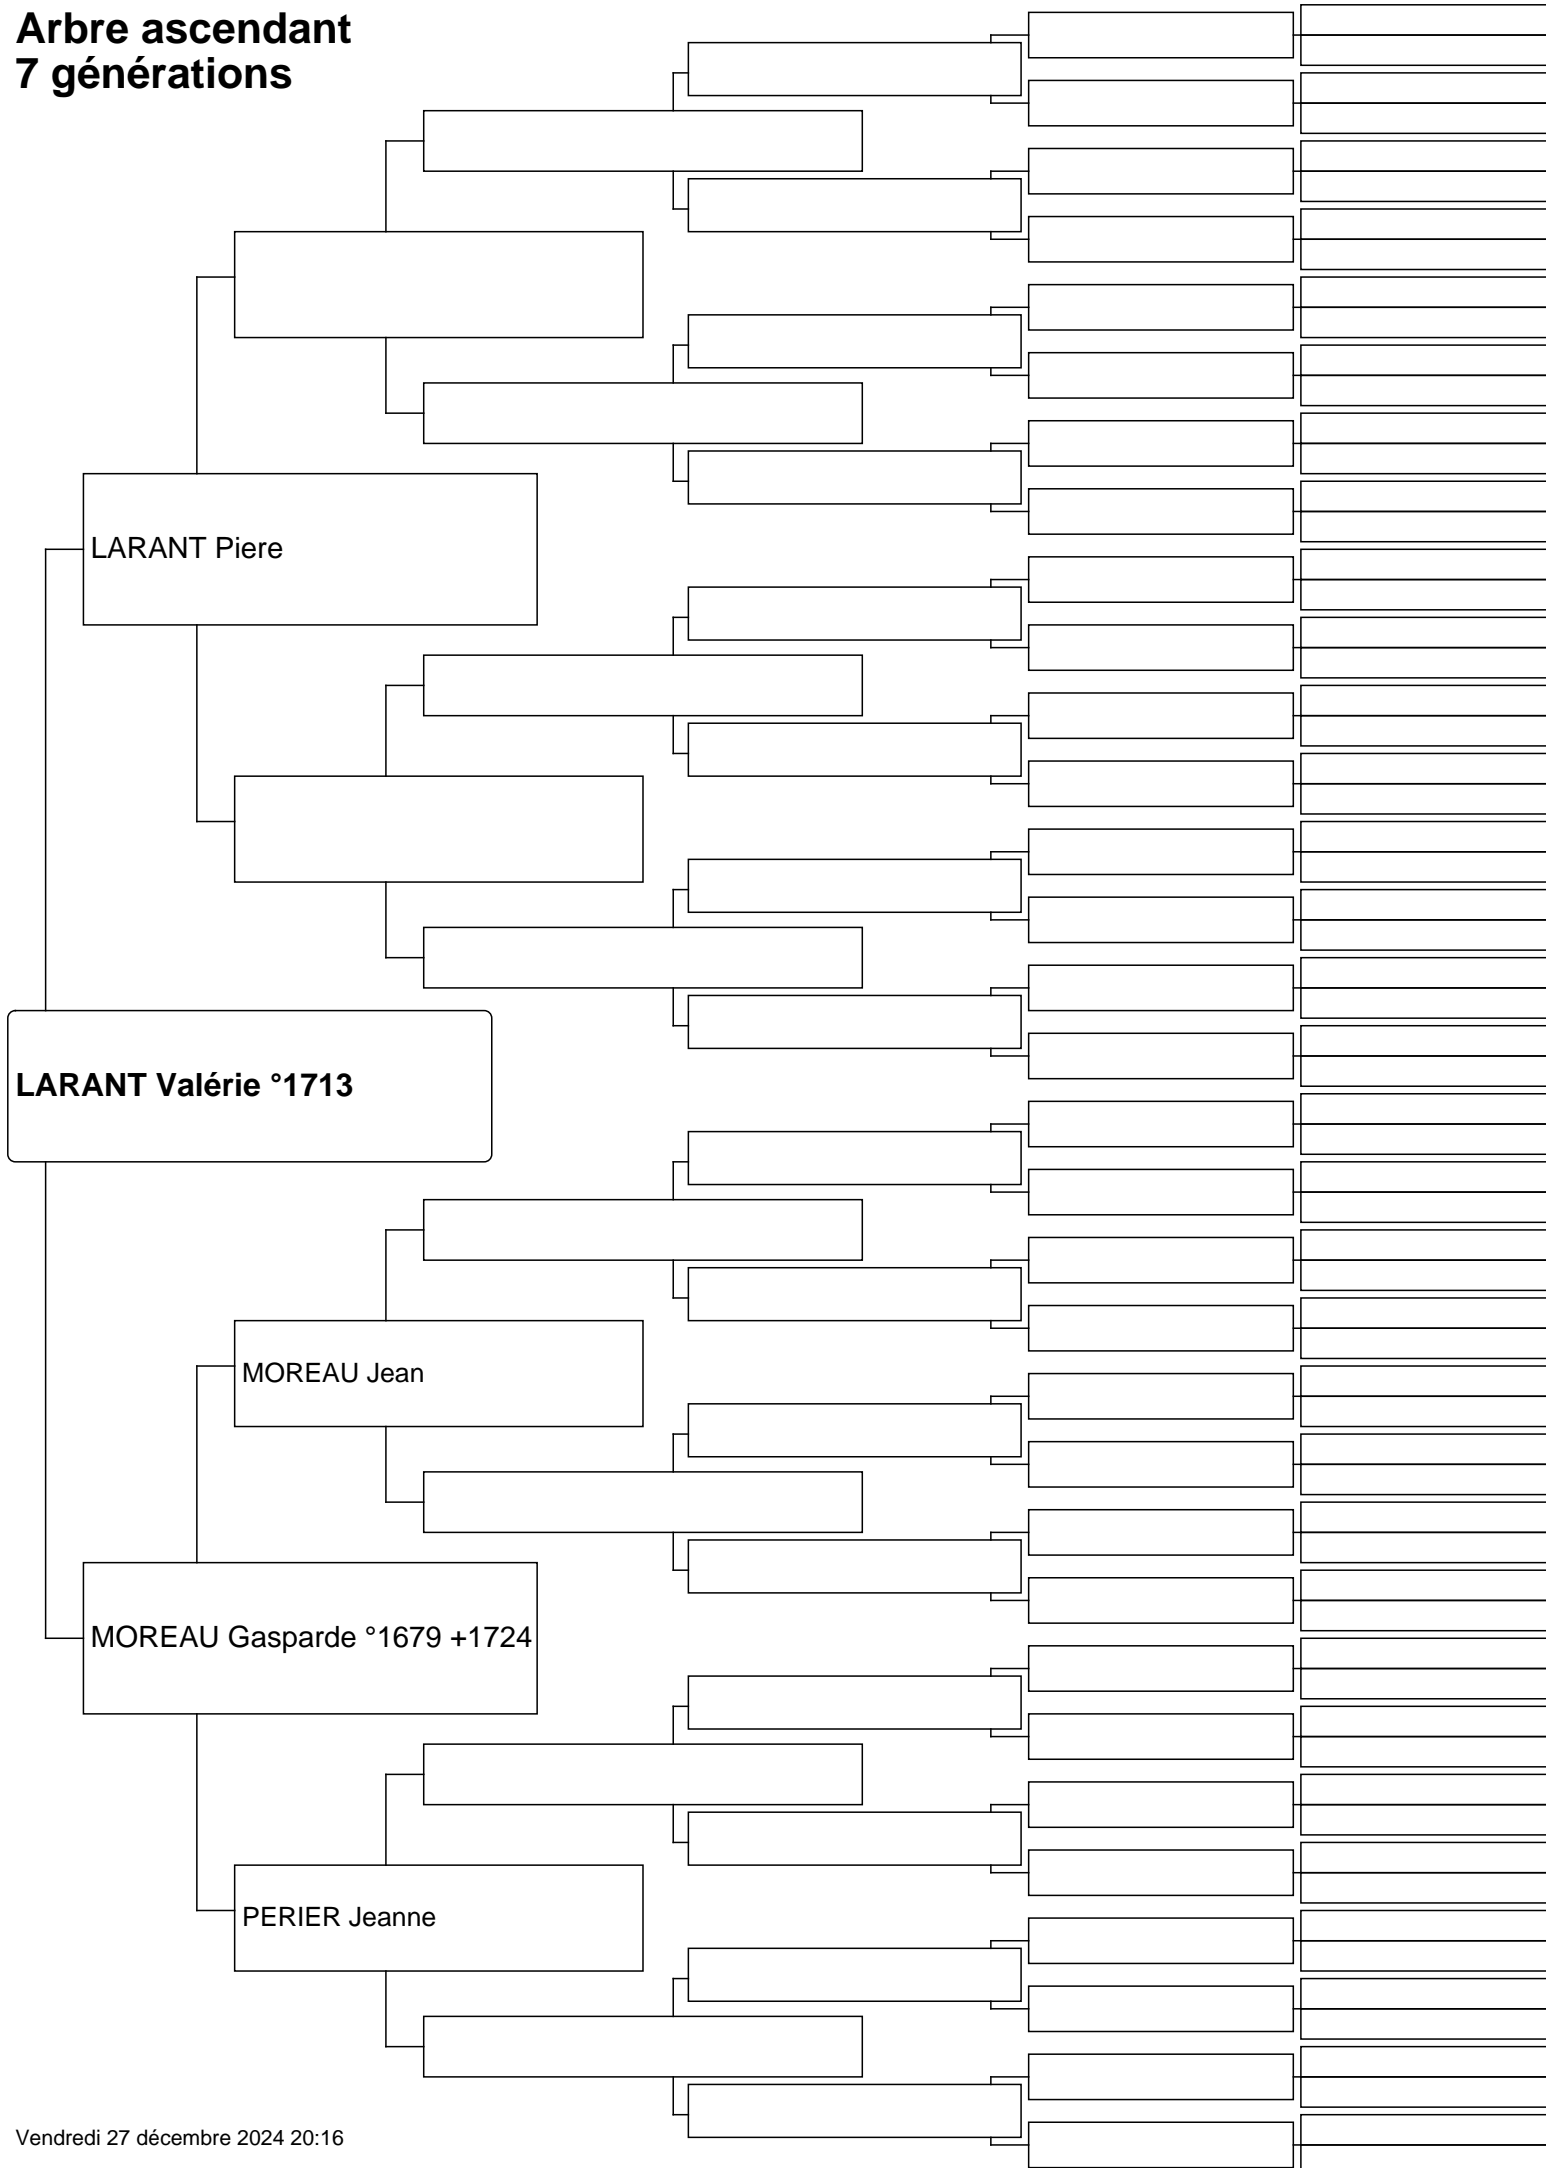 Arbre ascendant
7 générations
LARANT Piere
LARANT Valérie °1713
MOREAU Jean
MOREAU Gasparde °1679 +1724
PERIER Jeanne
Vendredi 27 décembre 2024 20:16